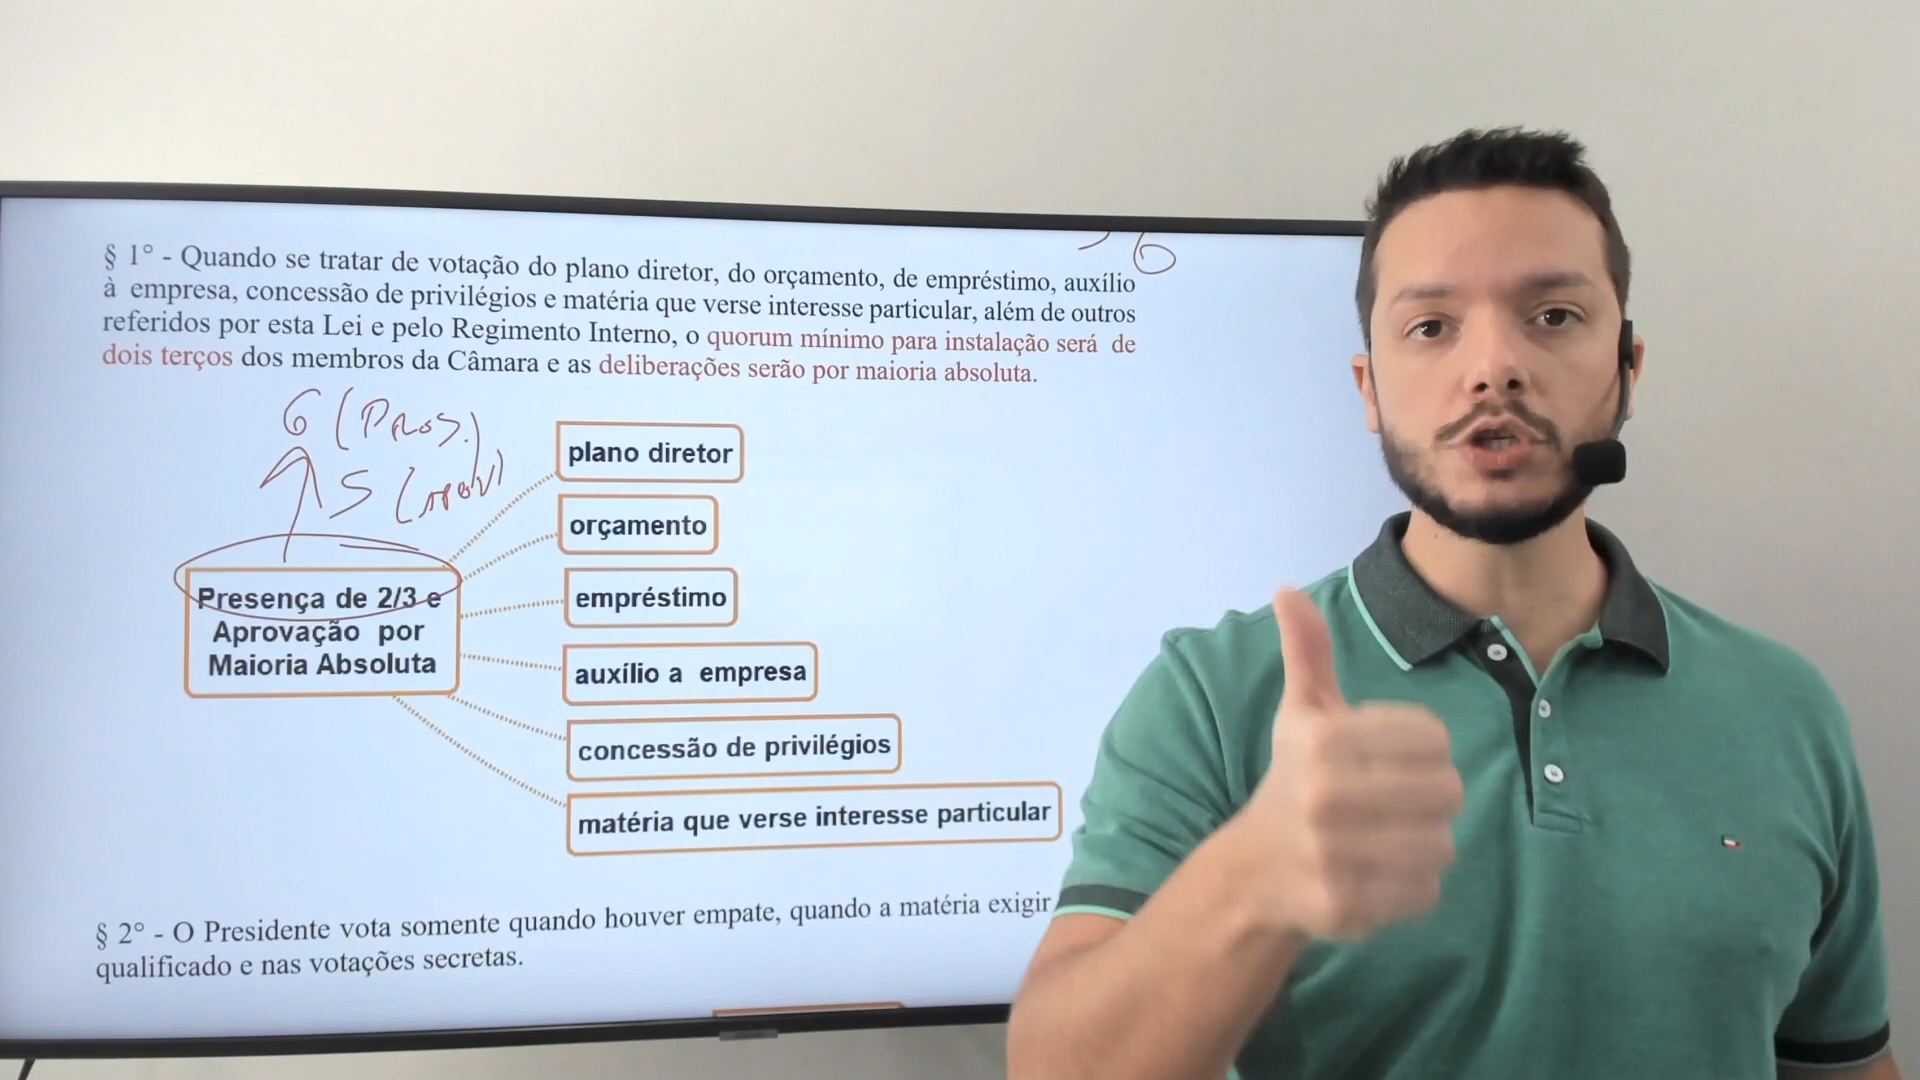 6
§ 1° - Quando se tratar de votação do plano diretor, do orçamento, de empréstimo, auxílio
à empresa, concessão de privilégios e matéria que verse interesse particular, além de outros
referidos por esta Lei e pelo Regimento Interno, o quorum mínimo para instalação será de
dois terços dos membros da Câmara e as deliberações serão por maioria absoluta.
6 (
5 (
plano diretor
orçamento
Presença de 2/3 e
Aprovação por
Maioria Absoluta
empréstimo
auxílio a empresa
concessão de privilégios
matéria que verse interesse particular
§ 2° - O Presidente vota somente quando houver empate, quando a matéria exigir
qualificado e nas votações secretas.